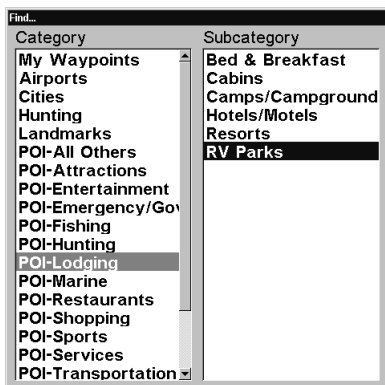 Find...
Category
My Waypoints
Airports
Cities
Hunting
Landmarks
POI-All Others
POI-Attractions
POI-Entertainment
POI-Emergency/Gov
POI-Fishing
POI-Hunting
POI-Lodging
POI-Marine
POI-Restaurants
POI-Shopping
POI-Sports
POI-Services
POI-Transportation
Subcategory
Bed & Breakfast
Cabins
Camps/Campground
Hotels/Motels
Resorts
RV Parks